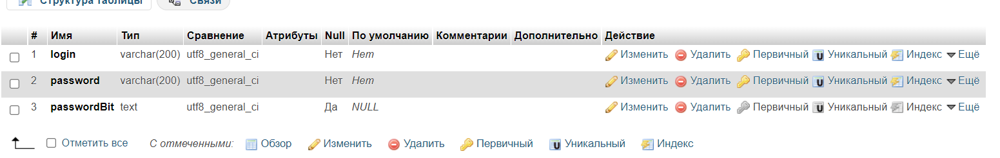 Структура таблицы Связи
# Имя Тип Сравнение Атрибуты Null По умолчанию Комментарии Дополнительно Действие
1 login varchar(200) utf8_general_ci Нет Нет Изменить Удалить Первичный Уникальный Индекс Ещё
2 password varchar(200) utf8_general_ci Нет Нет Изменить Удалить Первичный Уникальный Индекс Ещё
3 passwordBit text utf8_general_ci Да NULL Изменить Удалить Первичный Уникальный Индекс Ещё
Отметить все С отмеченными: Обзор Изменить Удалить Первичный Уникальный Индекс